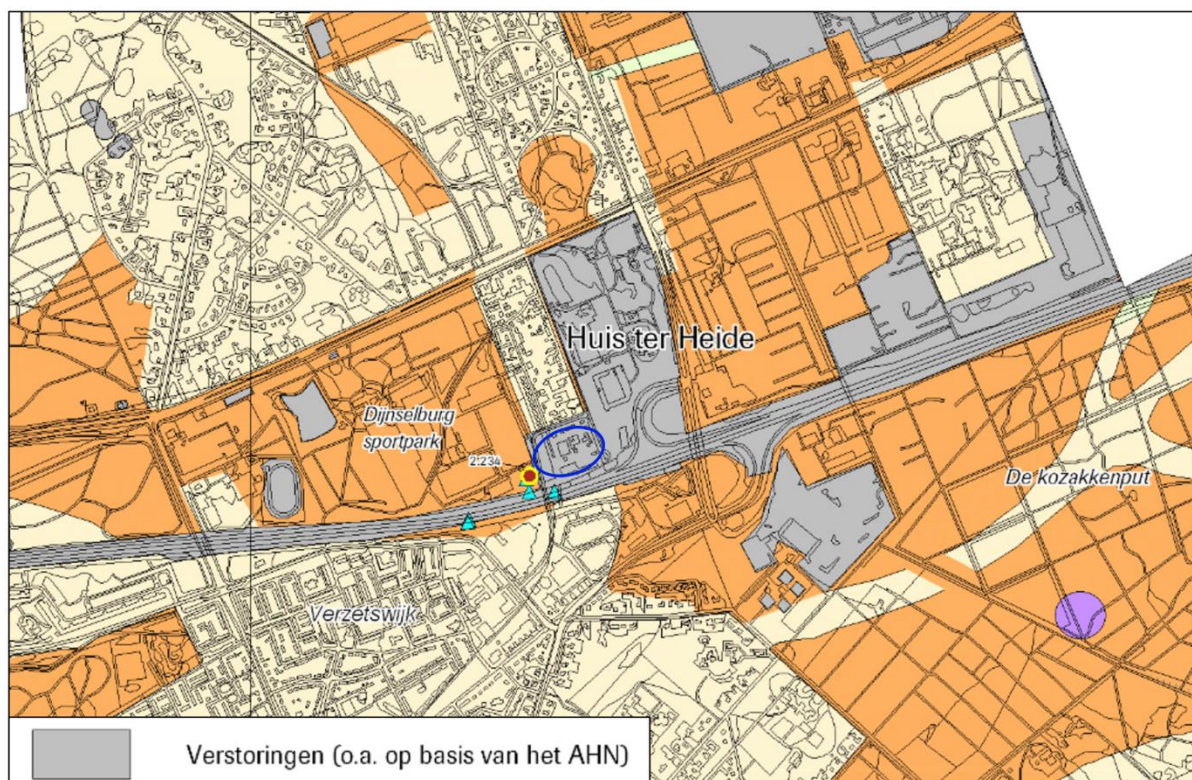 Huis ter Heide
Dijnselburg
sportpark
2:234
De kozakkenput
Verzetswijk
Verstoringen (o.a. op basis van het AHN)